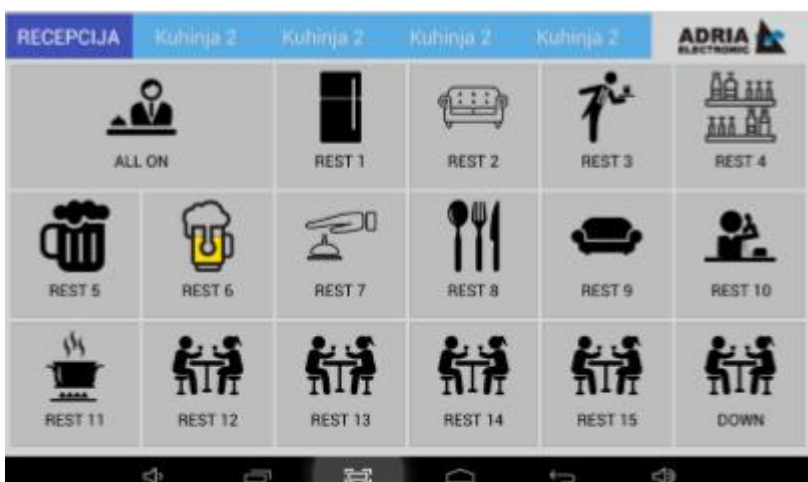 RECEPCIJA Kuhinja 2 Kuhinja 2 Kuhinja 2 Kuhinja 2 ADRIA
ELECTRONIC
ALL ON REST 1 REST 2 REST 3 REST 4
REST 5 REST 6 REST 7 REST 8 REST 9 REST 10
REST 11 REST 12 REST 13 REST 14 REST 15 DOWN